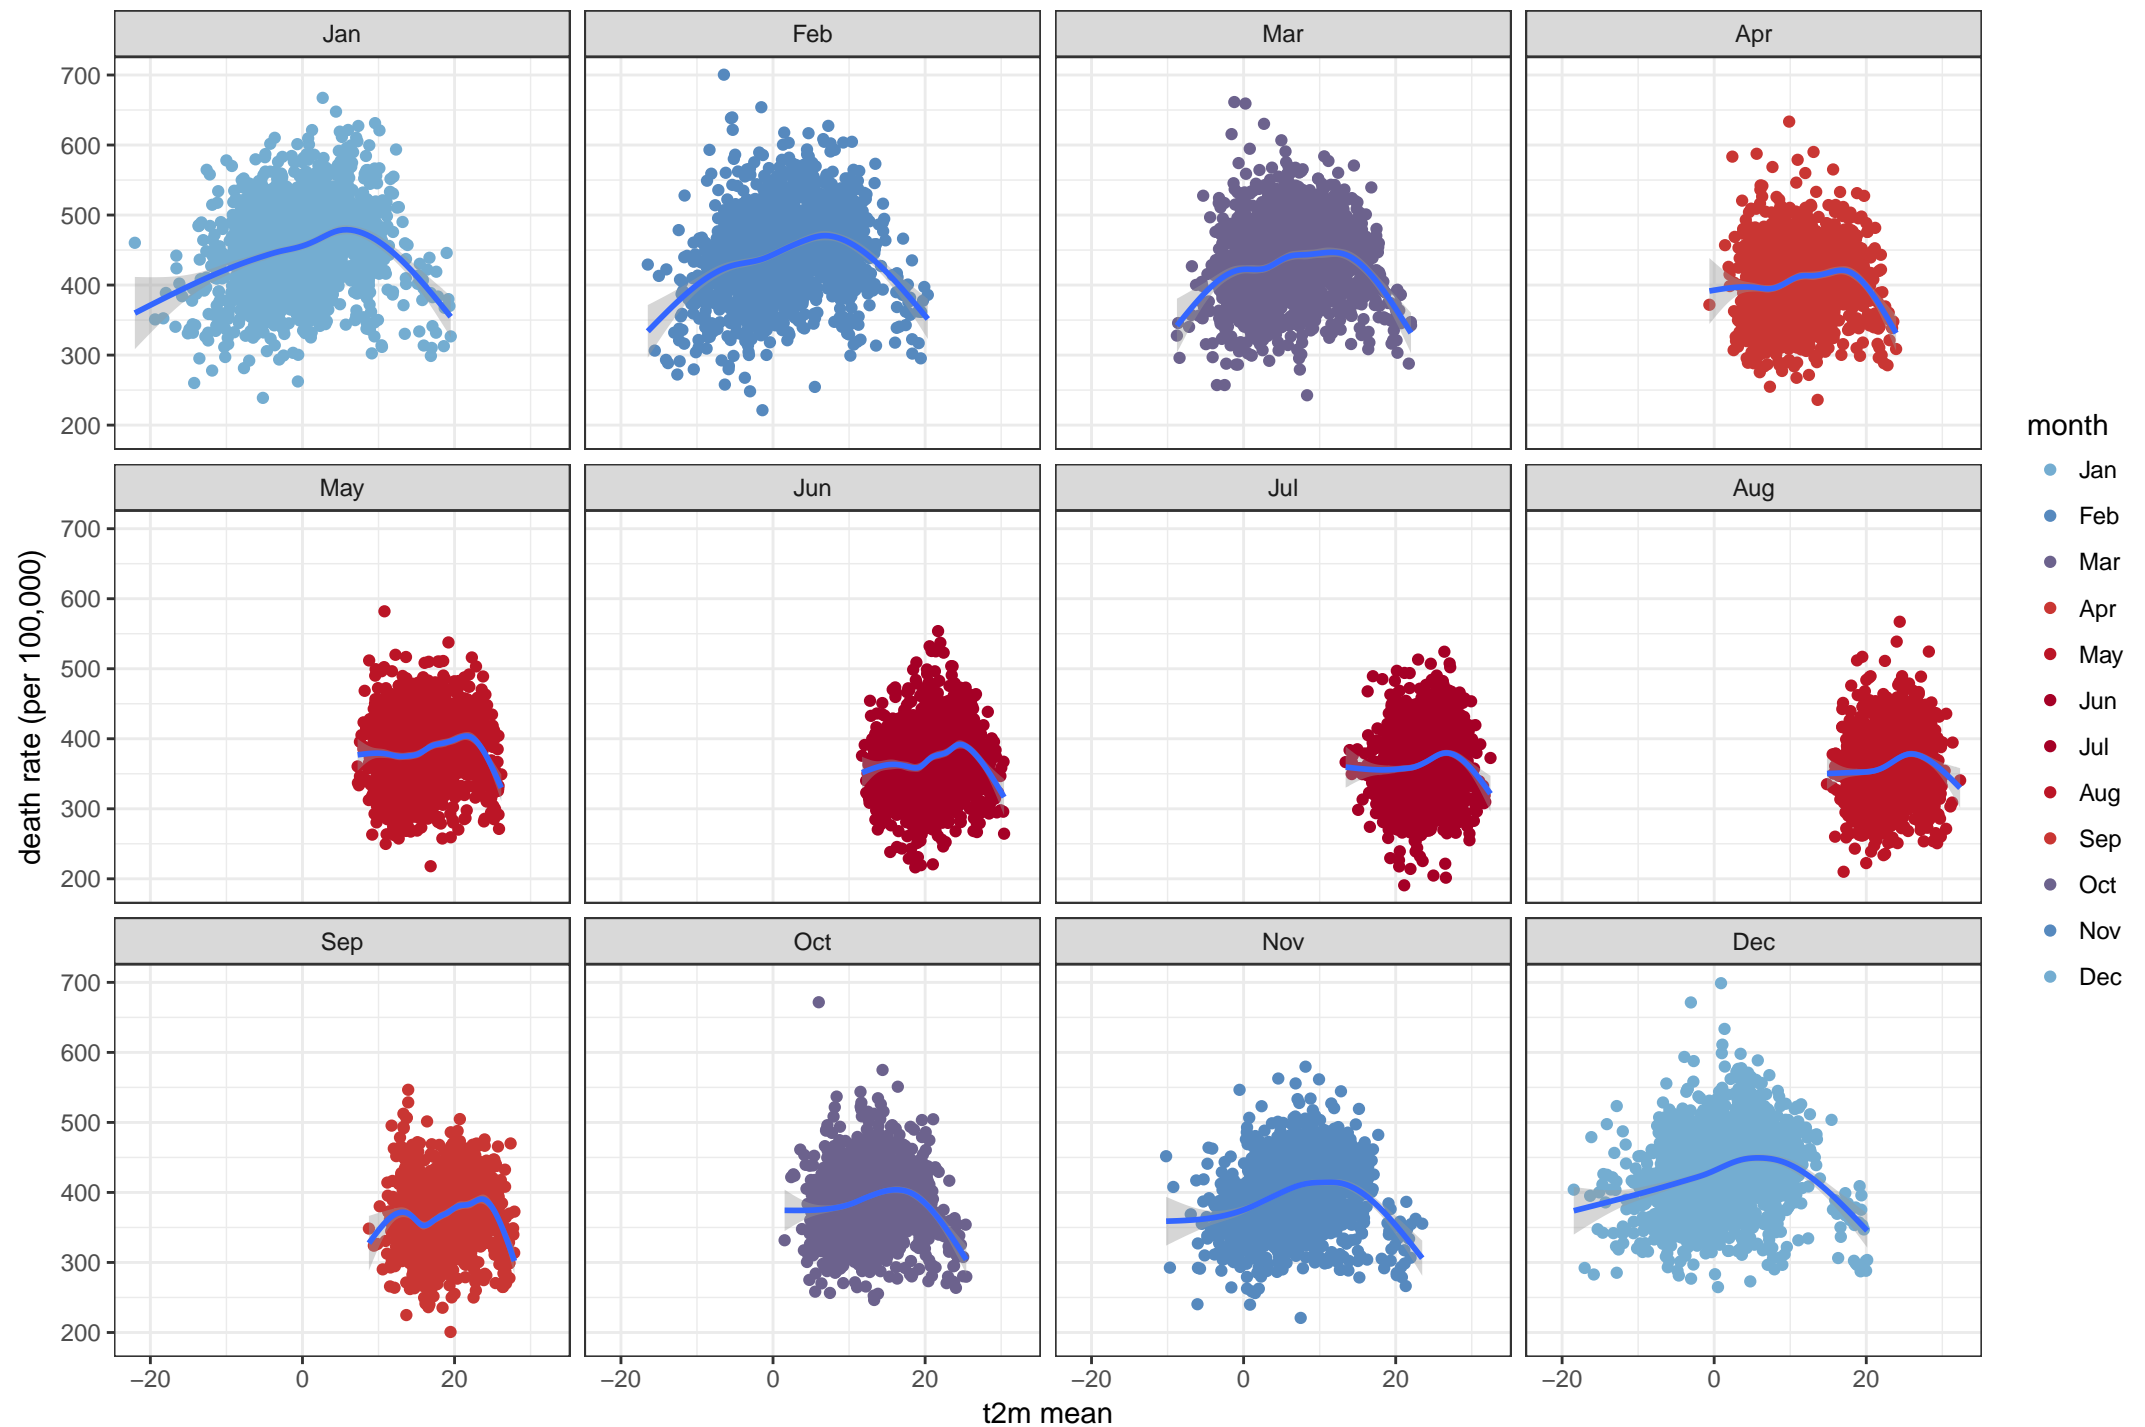 Jan Feb Mar Apr
700
600
500
400
300
200
May Jun Jul Aug
700
600
500
400
300
200
Sep Oct Nov Dec
700
600
500
400
300
200
−20 0 20 −20 0 20 −20 0 20 −20 0 20
t2m mean
death rate (per 100,000)
month
Jan
Feb
Mar
Apr
May
Jun
Jul
Aug
Sep
Oct
Nov
Dec